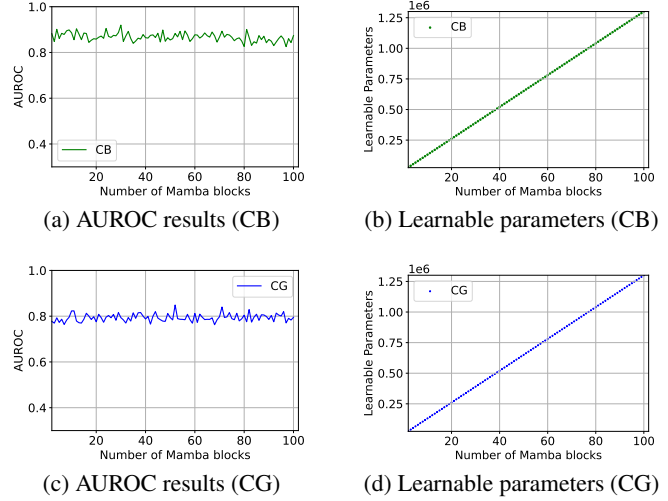 1.0
0.8
0.6
0.4
AUROC
CB
20 40 60 80 100
Number of Mamba blocks
(a) AUROC results (CB)
1e6
1.25
1.00
0.75
0.50
0.25
Learnable Parameters
CB
20 40 60 80 100
Number of Mamba blocks
(b) Learnable parameters (CB)
1.0
0.8
0.6
0.4
AUROC
CG
20 40 60 80 100
Number of Mamba blocks
(c) AUROC results (CG)
1e6
1.25
1.00
0.75
0.50
0.25
Learnable Parameters
CG
20 40 60 80 100
Number of Mamba blocks
(d) Learnable parameters (CG)